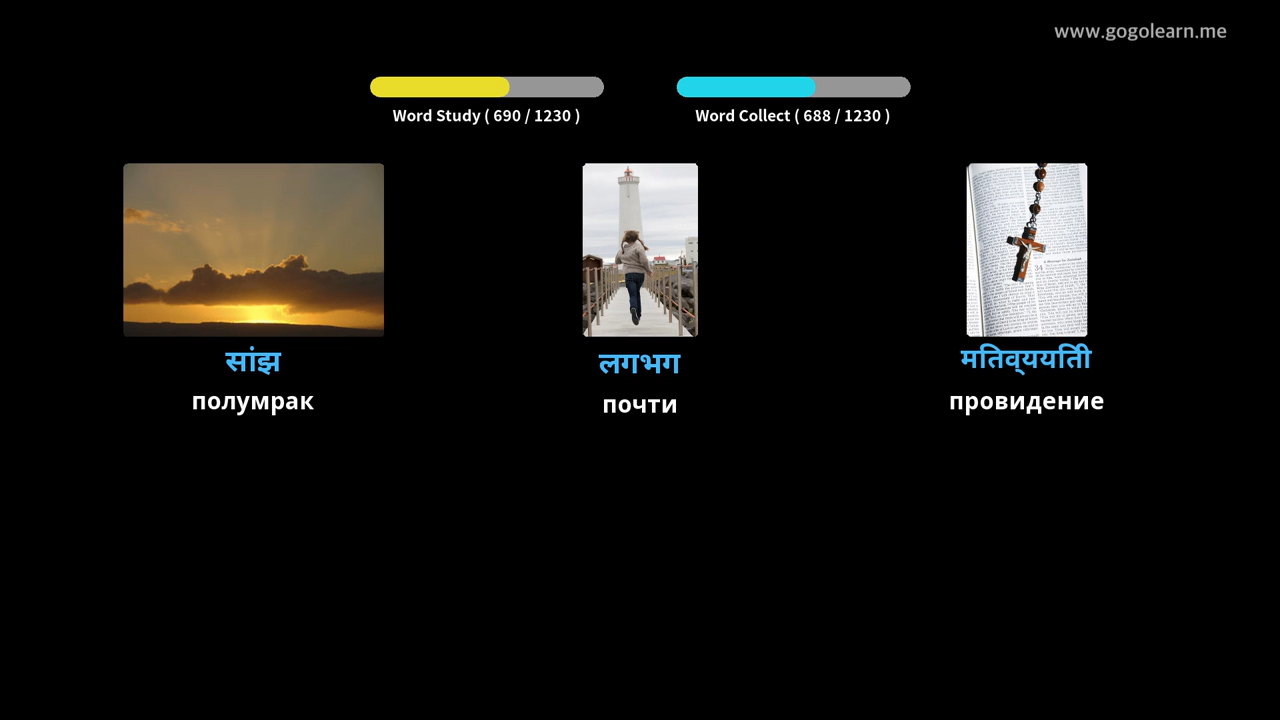 www.gogolearn.me
Word Study ( 690 / 1230 )
Word Collect ( 688 / 1230 )
सांझ
लगभग
मतिव्ययतिी
полумрак
почти
провидение